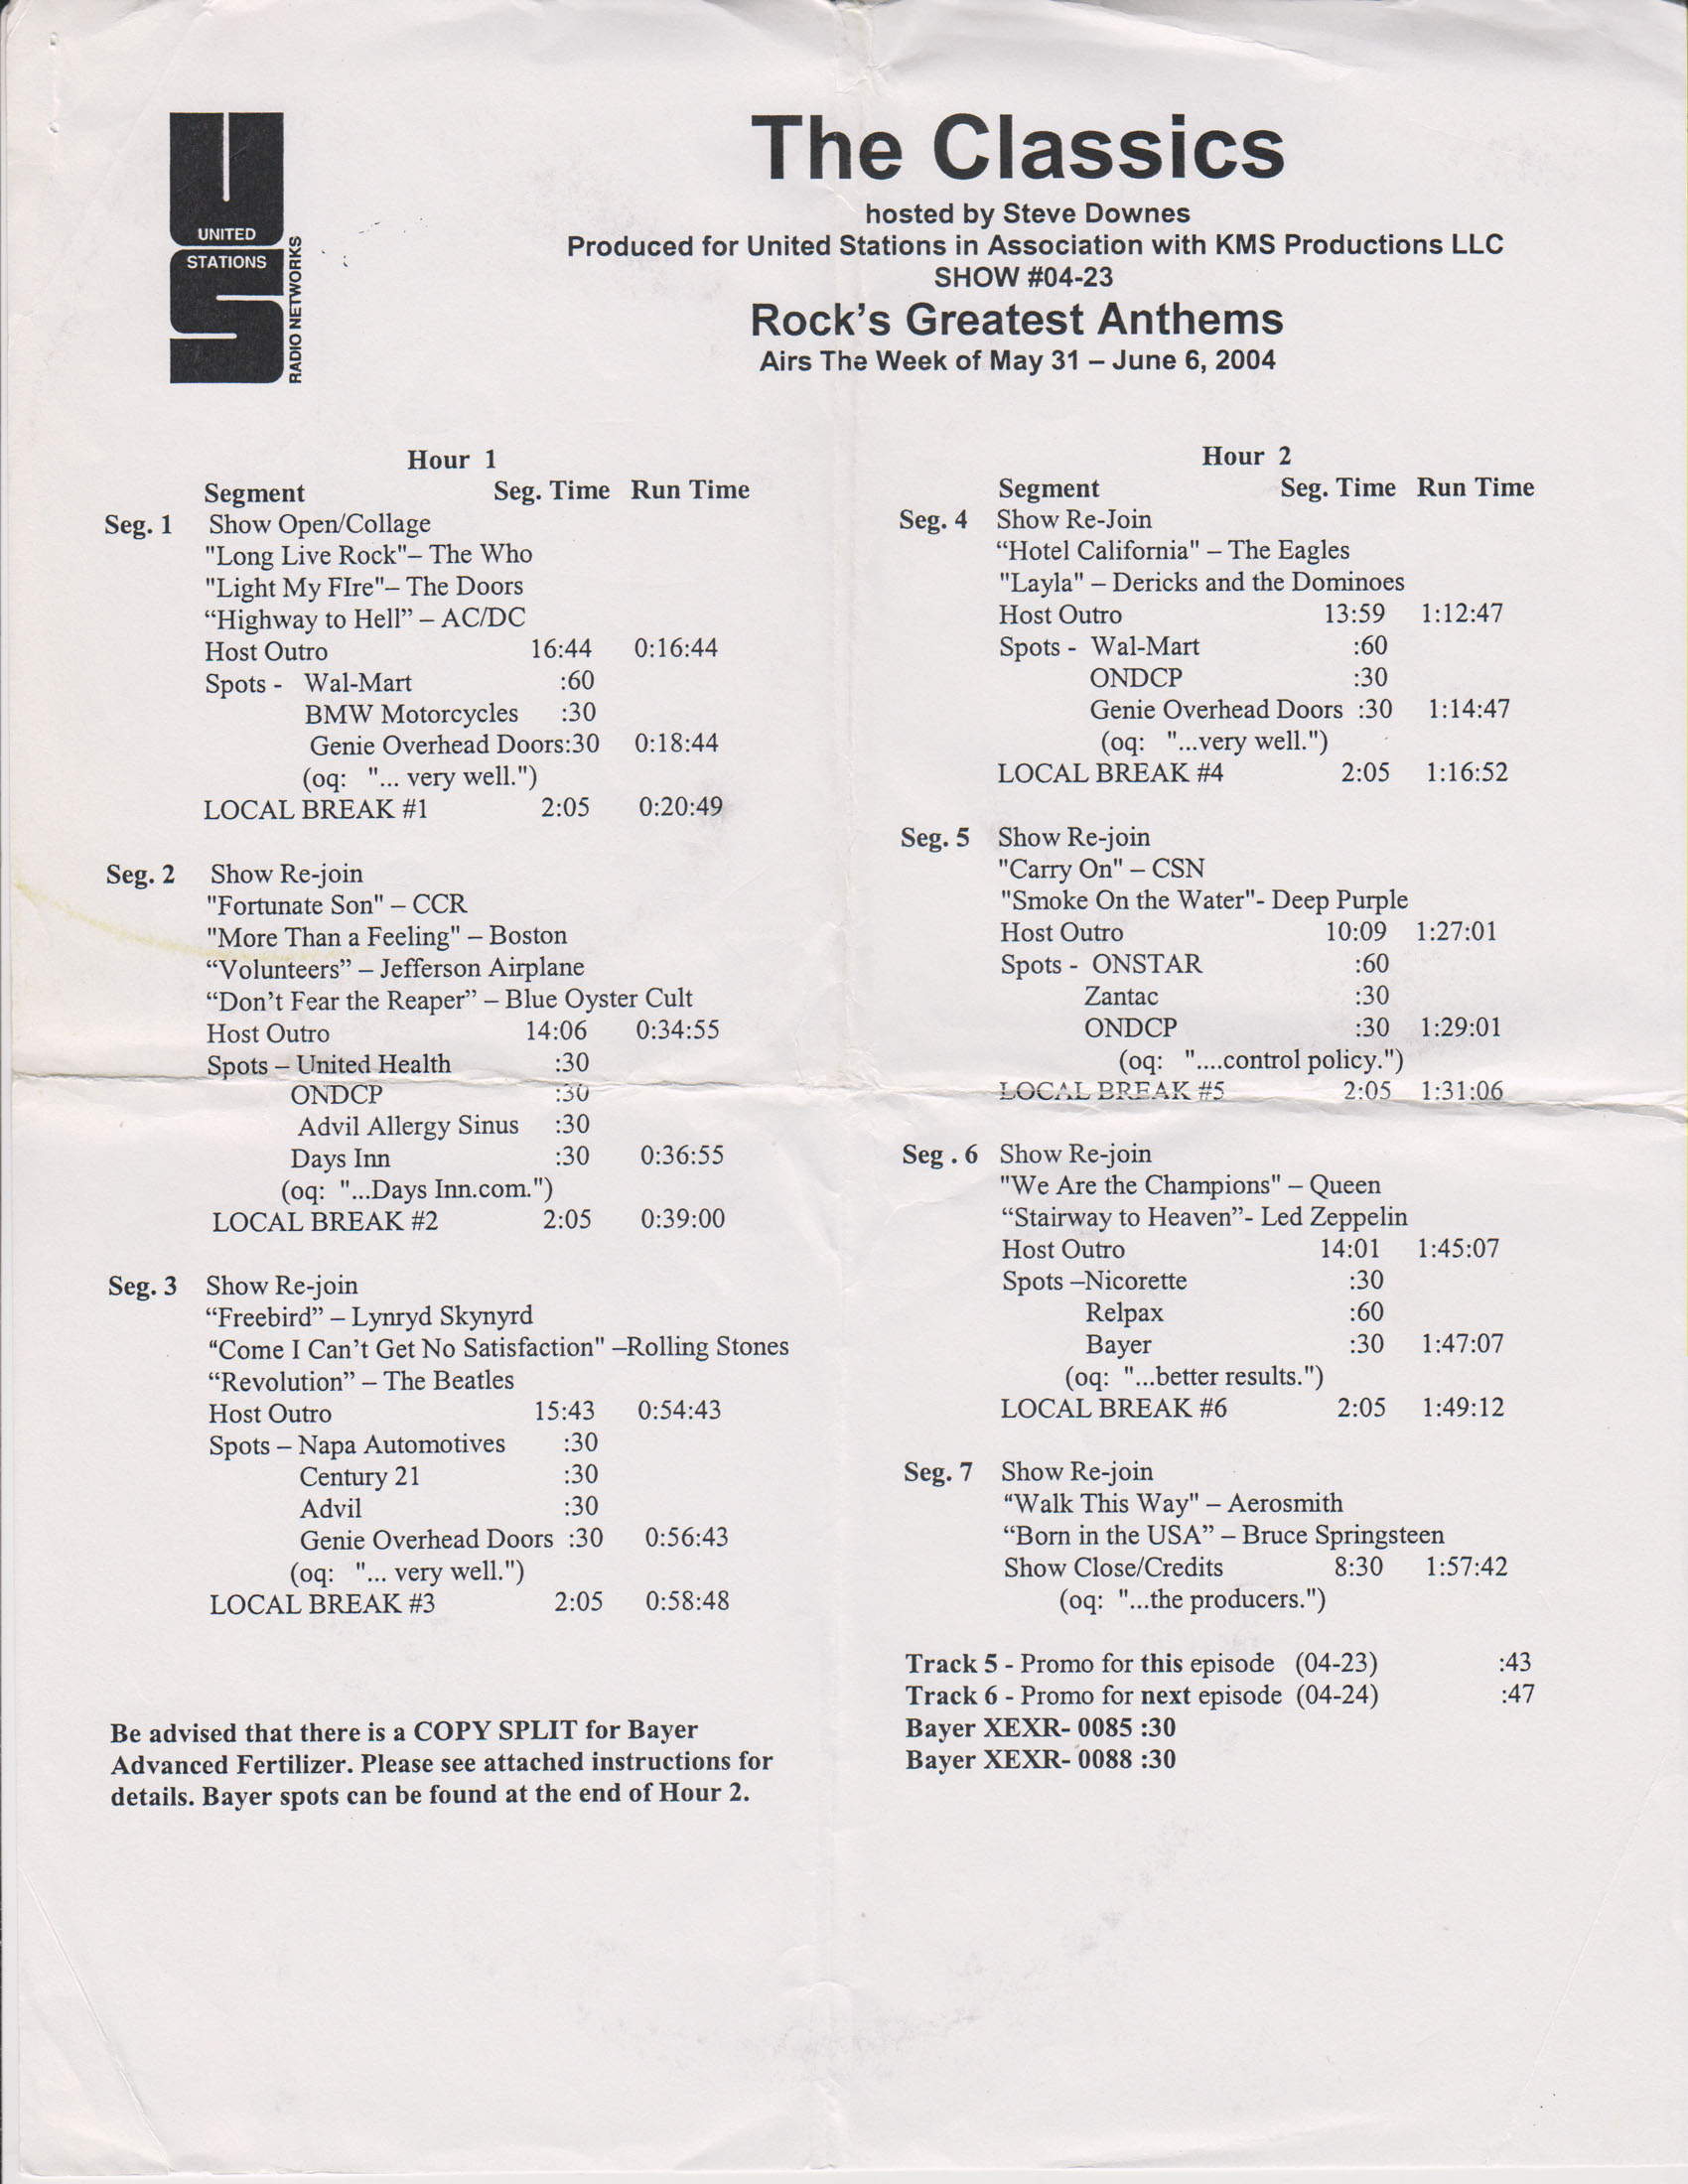 UNITED
STATIONS
RADIO NETWORKS
The Classics
hosted by Steve Downes
Produced for United Stations in Association with KMS Productions LLC
SHOW #04-23
Rock's Greatest Anthems
Airs The Week of May 31 – June 6, 2004
Hour 1
Segment Seg. Time Run Time
Seg. 1 Show Open/Collage
"Long Live Rock"– The Who
"Light My FIre"– The Doors
“Highway to Hell” – AC/DC
Host Outro 16:44 0:16:44
Spots - Wal-Mart :60
BMW Motorcycles :30
Genie Overhead Doors:30 0:18:44
(oq: "... very well.")
LOCAL BREAK #1 2:05 0:20:49
Seg. 2 Show Re-join
"Fortunate Son" – CCR
"More Than a Feeling" – Boston
“Volunteers” – Jefferson Airplane
“Don’t Fear the Reaper” – Blue Oyster Cult
Host Outro 14:06 0:34:55
Spots – United Health :30
ONDCP :30
Advil Allergy Sinus :30
Days Inn :30 0:36:55
(oq: "...Days Inn.com.")
LOCAL BREAK #2 2:05 0:39:00
Seg. 3 Show Re-join
“Freebird” – Lynryd Skynyrd
“Come I Can’t Get No Satisfaction" –Rolling Stones
“Revolution” – The Beatles
Host Outro 15:43 0:54:43
Spots – Napa Automotives :30
Century 21 :30
Advil :30
Genie Overhead Doors :30 0:56:43
(oq: "... very well.")
LOCAL BREAK #3 2:05 0:58:48
Be advised that there is a COPY SPLIT for Bayer
Advanced Fertilizer. Please see attached instructions for
details. Bayer spots can be found at the end of Hour 2.
Hour 2
Segment Seg. Time Run Time
Seg. 4 Show Re-Join
“Hotel California" – The Eagles
"Layla" – Dericks and the Dominoes
Host Outro 13:59 1:12:47
Spots - Wal-Mart :60
ONDCP :30
Genie Overhead Doors :30 1:14:47
(oq: "...very well.")
LOCAL BREAK #4 2:05 1:16:52
Seg. 5 Show Re-join
"Carry On" – CSN
"Smoke On the Water"- Deep Purple
Host Outro 10:09 1:27:01
Spots - ONSTAR :60
Zantac :30
ONDCP :30 1:29:01
(oq: "....control policy.")
LOCAL BREAK #5 2:05 1:31:06
Seg . 6 Show Re-join
"We Are the Champions" – Queen
“Stairway to Heaven”- Led Zeppelin
Host Outro 14:01 1:45:07
Spots –Nicorette :30
Relpax :60
Bayer :30 1:47:07
(oq: "...better results.")
LOCAL BREAK #6 2:05 1:49:12
Seg. 7 Show Re-join
“Walk This Way" – Aerosmith
“Born in the USA” – Bruce Springsteen
Show Close/Credits 8:30 1:57:42
(oq: "...the producers.")
Track 5 - Promo for this episode (04-23) :43
Track 6 - Promo for next episode (04-24) :47
Bayer XEXR- 0085 :30
Bayer XEXR- 0088 :30